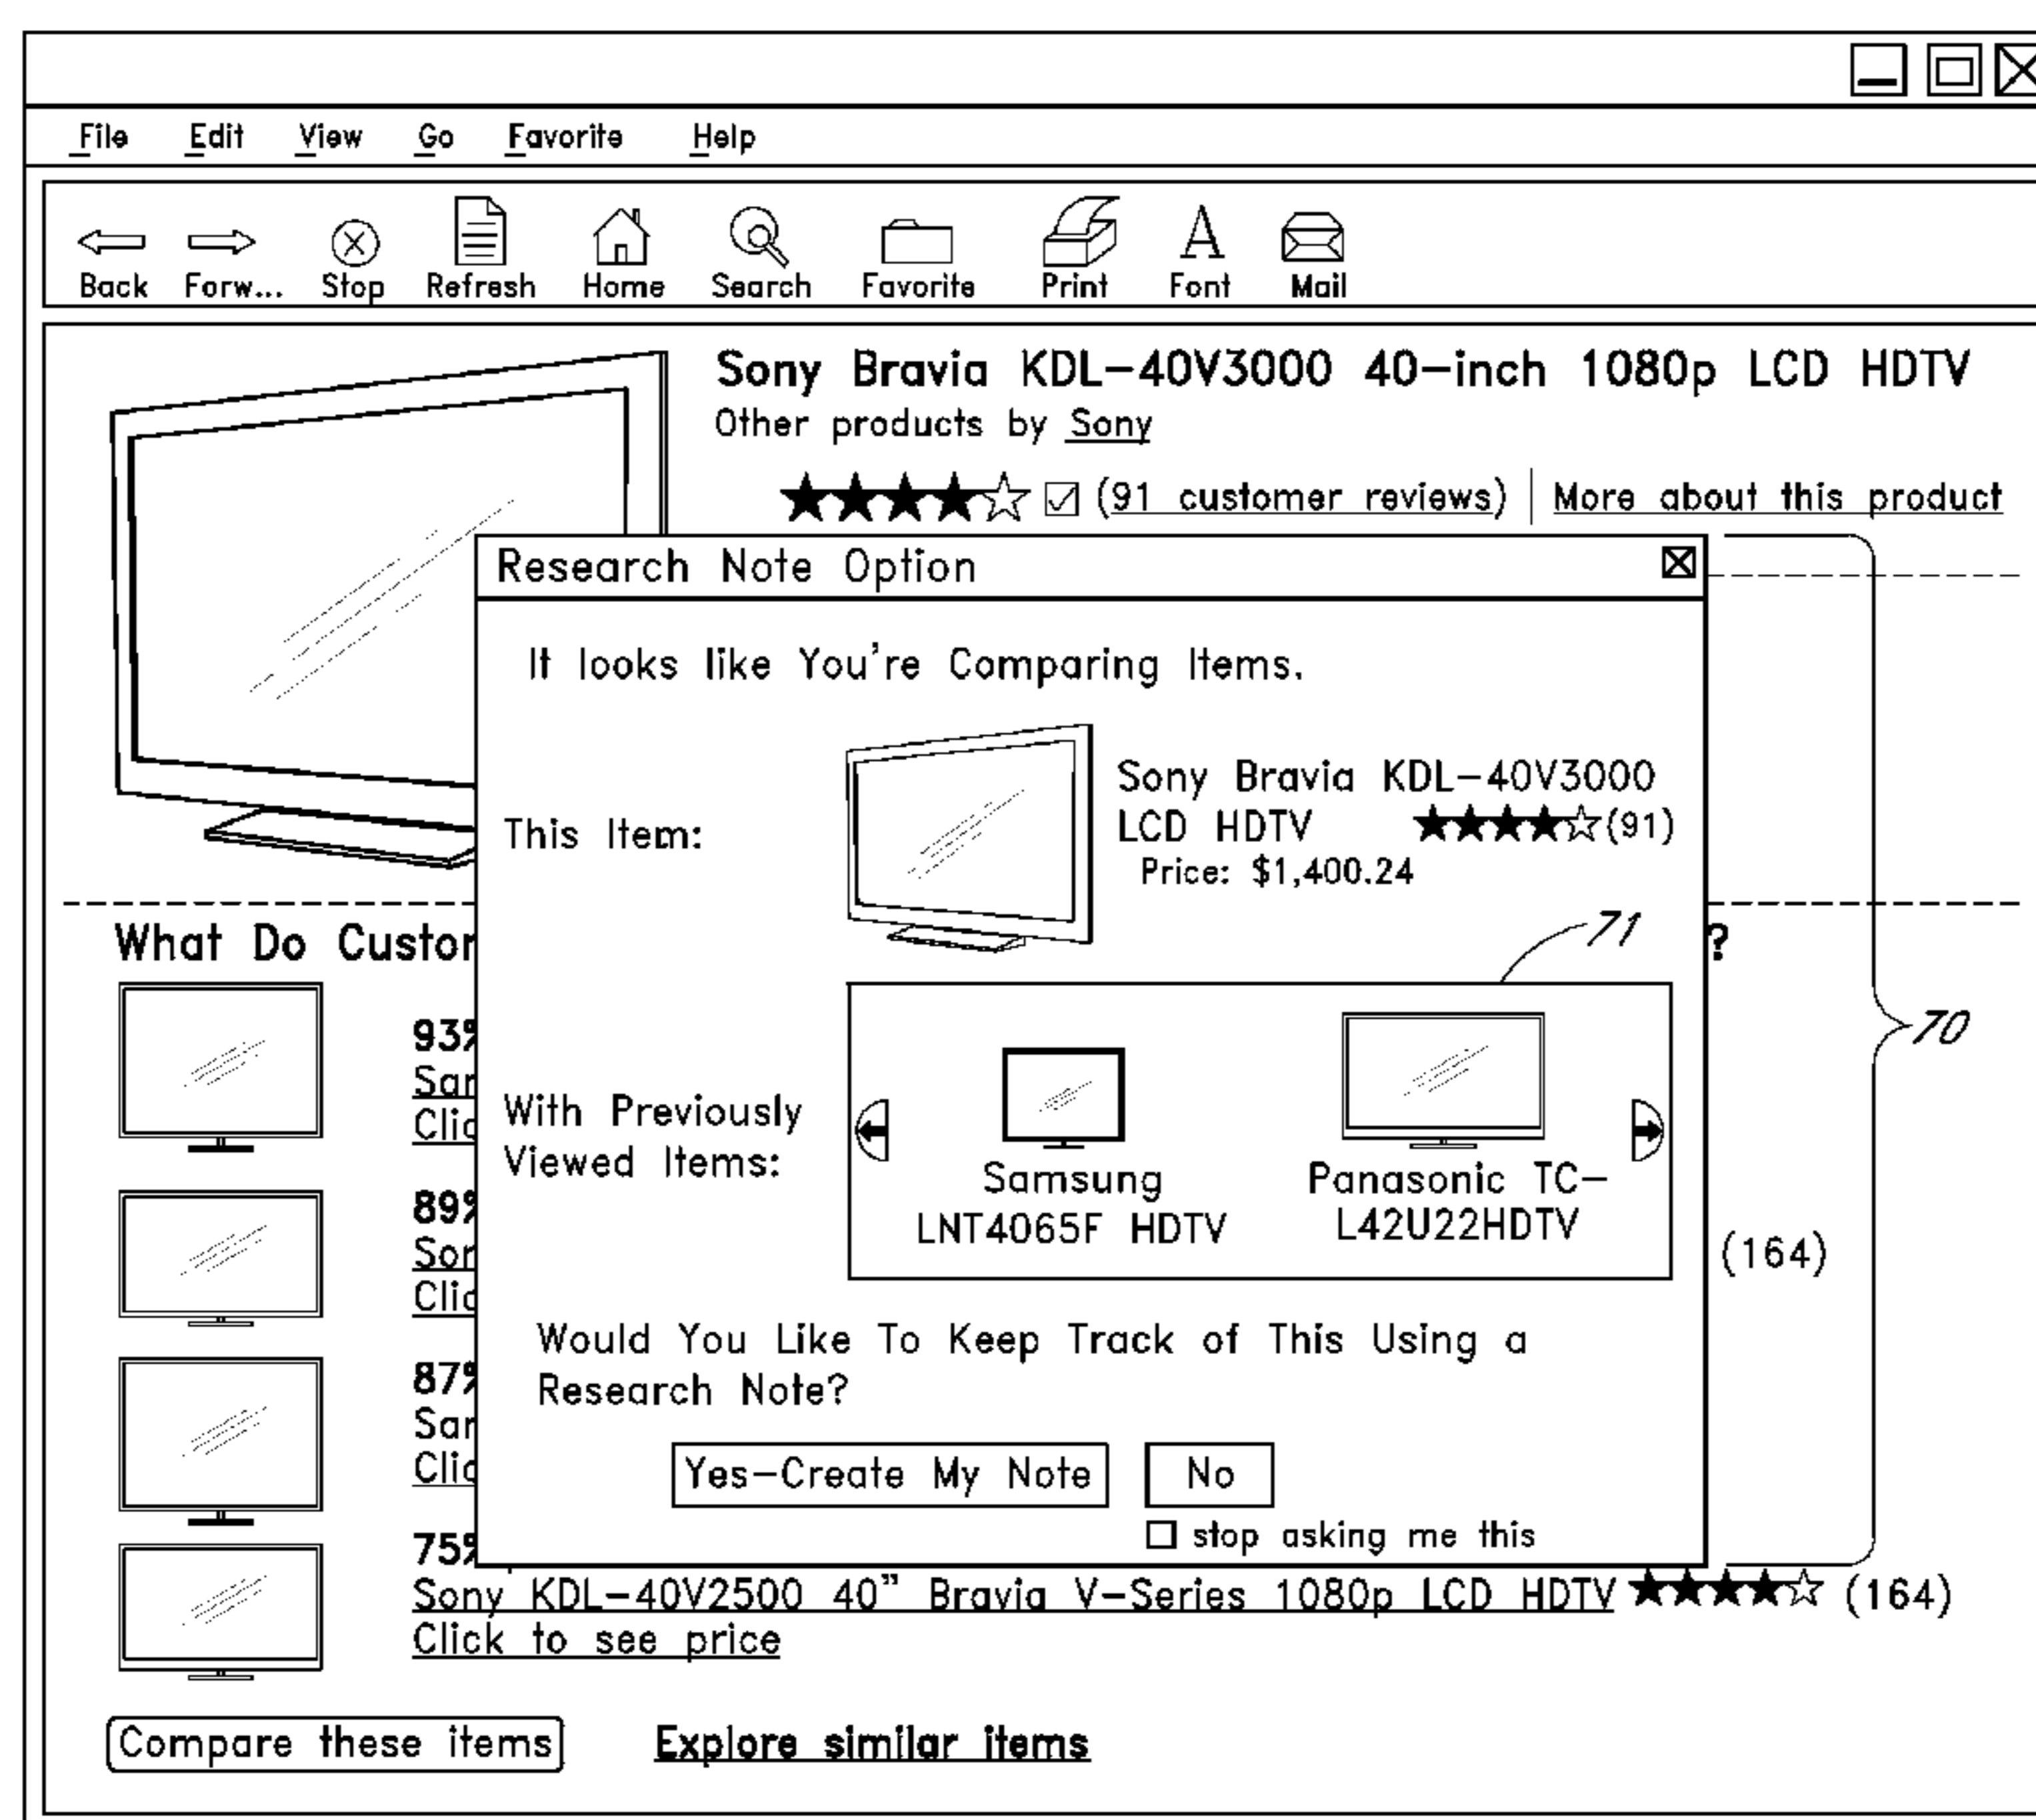 File Edit View Go Favorite Help
Back Forw... Stop Refresh Home Search Favorite Print Font Mail
Sony Bravia KDL-40V3000 40-inch 1080p LCD HDTV
Other products by Sony
(91 customer reviews) More about this product
Research Note Option
It looks like You're Comparing Items.
This Item:
Sony Bravia KDL-40V3000
LCD HDTV (91)
Price: $1,400.24
71
What Do Custor ?
70
With Previously
Viewed Items:
Samsung
LNT4065F HDTV
Panasonic TC-
L42U22HDTV
93%
Sar
Clic
89%
Sor (164)
Clic
Would You Like To Keep Track of This Using a
Research Note?
87%
Sar
Clic
Yes-Create My Note No
stop asking me this
75%
Sony KDL-40V2500 40" Bravia V-Series 1080p LCD HDTV (164)
Click to see price
Compare these items Explore similar items